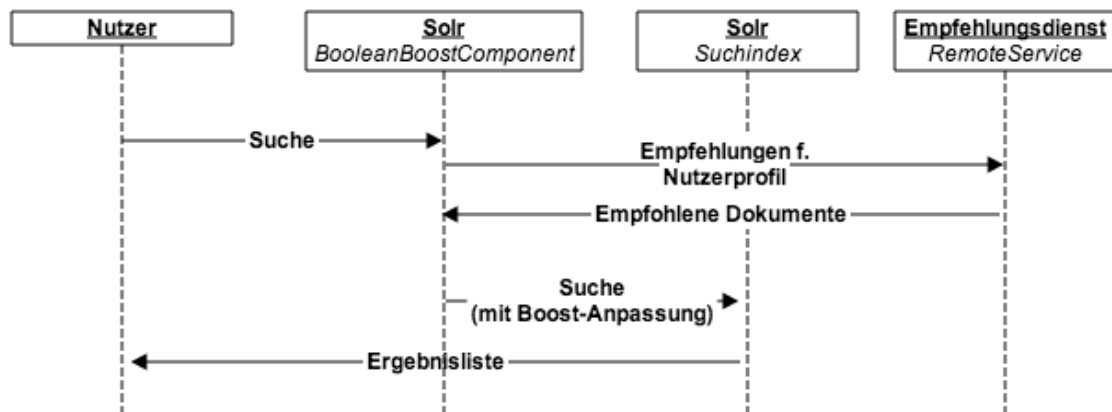 Nutzer
Solr
BooleanBoostComponent
Solr
Suchindex
Empfehlungsdienst
RemoteService
Suche
Empfehlungen f.
Nutzerprofil
Empfohlene Dokumente
Suche
(mit Boost-Anpassung)
Ergebnisliste